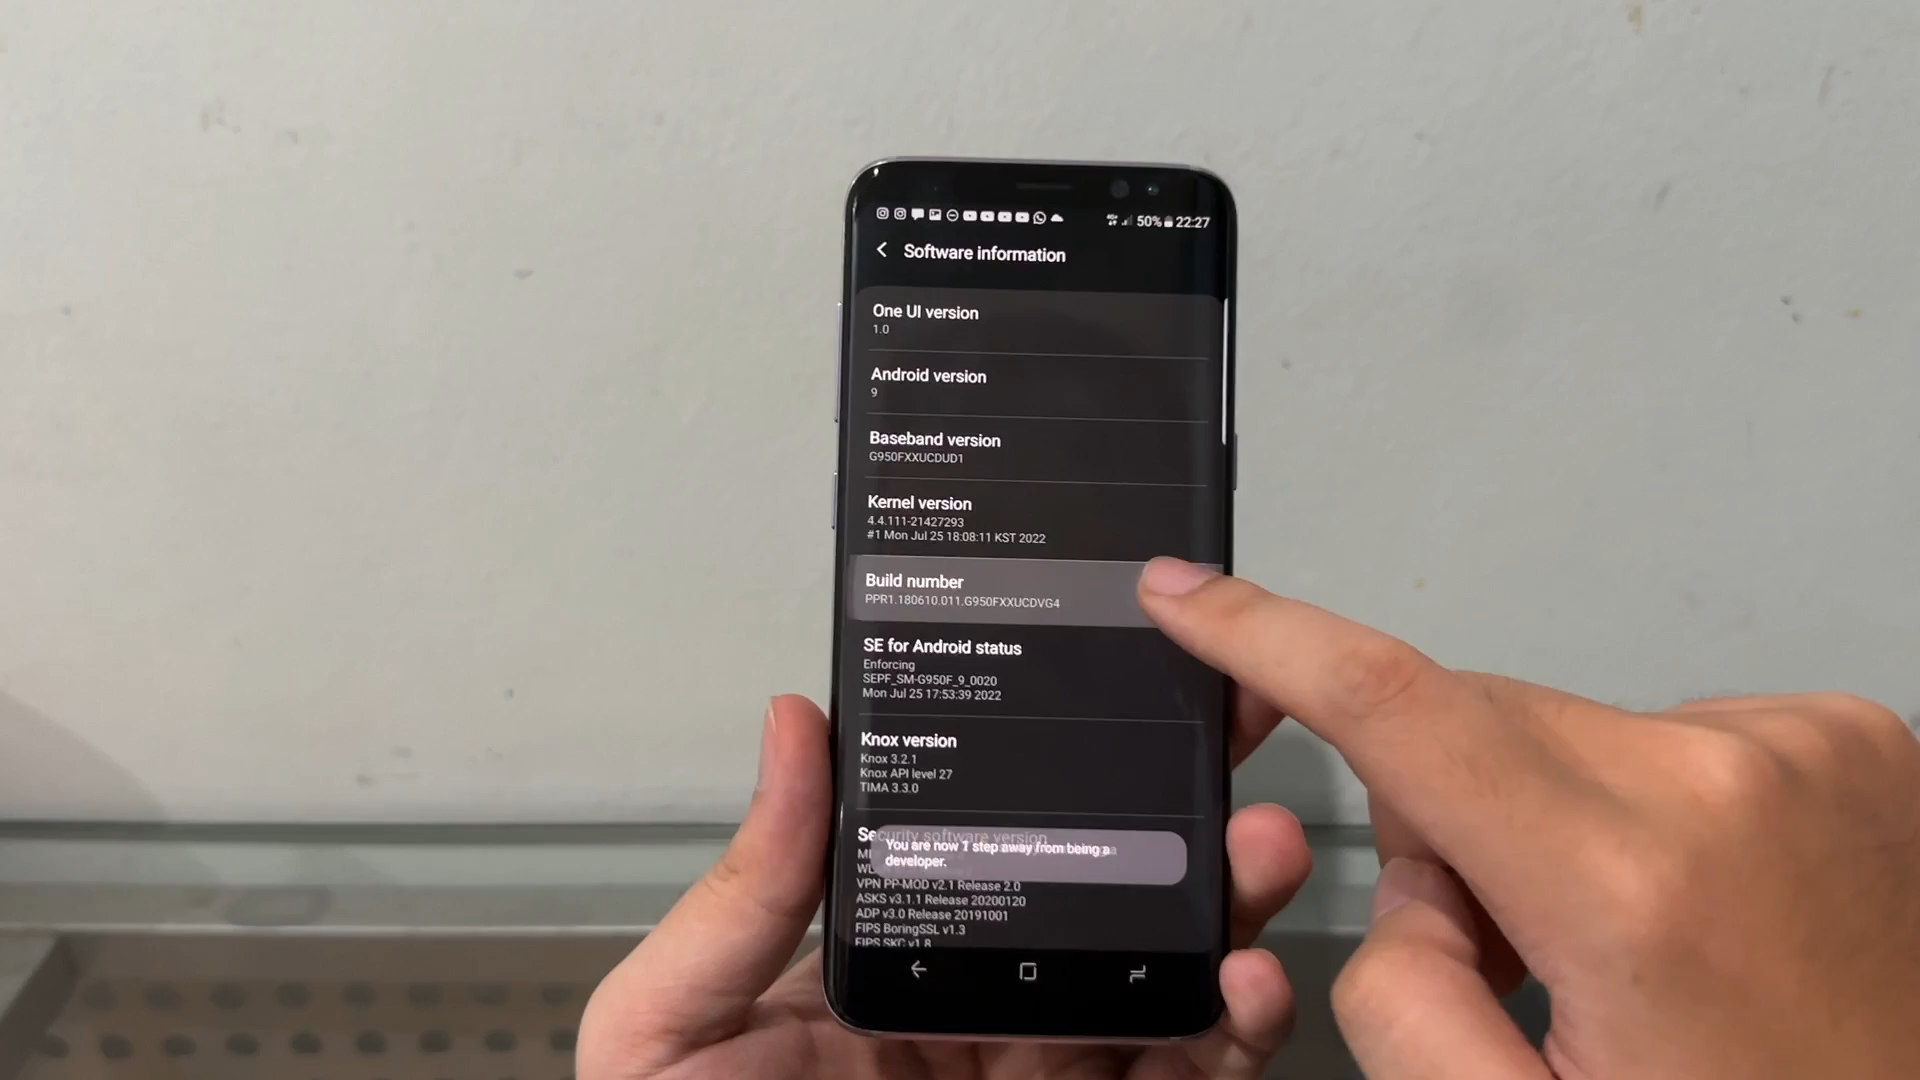 50% 22:27
Software information
One UI version
1.0
Android version
9
Baseband version
G950FXXUCDUD1
Kernel version
4.4.111-21427293
#1 Mon Jul 25 18:08:11 KST 2022
Build number
PPR1.180610.011.G950FXXUCDVG4
SE for Android status
Enforcing
SEPF_SM-G950F_9_0020
Mon Jul 25 17:53:39 2022
Knox version
Knox 3.2.1
Knox API level 27
TIMA 3.3.0
Security software version
You are now 1 step away from being a
developer.
VPN PP-MOD v2.1 Release 2.0
ASKS v3.1.1 Release 20200120
ADP v3.0 Release 20191001
FIPS BoringSSL v1.3
FIPS SKC v1.8